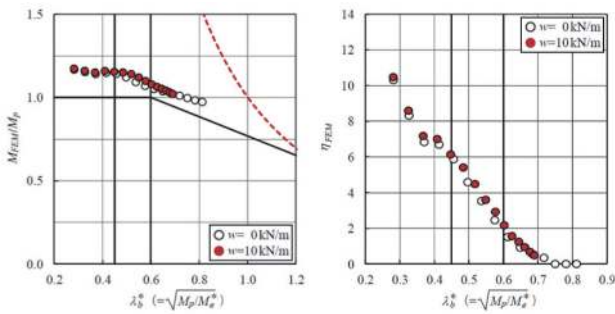 M_FEM/M_p
1.5
1.0
0.5
0.0
w= 0kN/m
w=10kN/m
0.2 0.4 0.6 0.8 1.0 1.2
λ_b^* (=√M_p/M_e^*)
η_FEM
14
12
10
8
6
4
2
0
w= 0kN/m
w=10kN/m
0.2 0.3 0.4 0.5 0.6 0.7 0.8 0.9
λ_b^* (=√M_p/M_e^*)